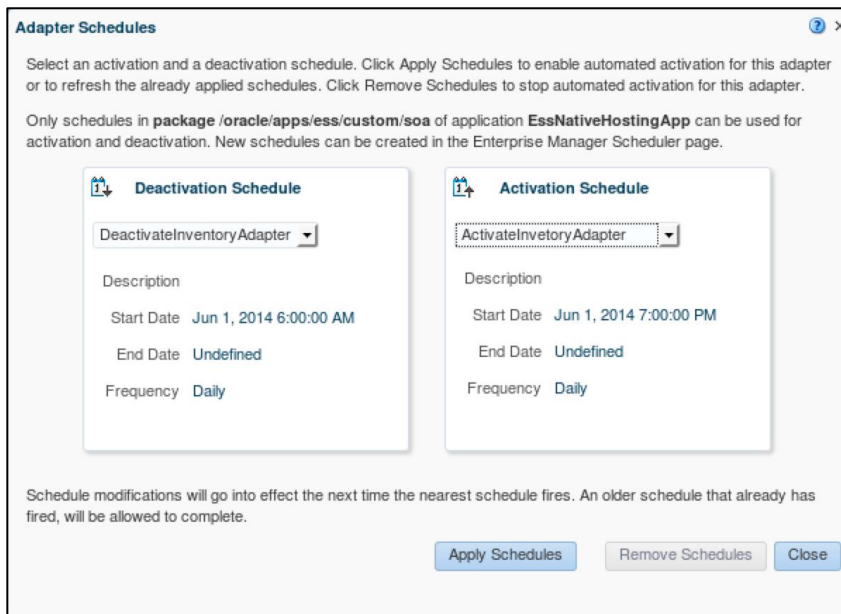 Adapter Schedules
Select an activation and a deactivation schedule. Click Apply Schedules to enable automated activation for this adapter
or to refresh the already applied schedules. Click Remove Schedules to stop automated activation for this adapter.
Only schedules in package /oracle/apps/ess/custom/soa of application EssNativeHostingApp can be used for
activation and deactivation. New schedules can be created in the Enterprise Manager Scheduler page.
Deactivation Schedule
DeactivateInventoryAdapter
Description
Start Date Jun 1, 2014 6:00:00 AM
End Date Undefined
Frequency Daily
Activation Schedule
ActivateInvetoryAdapter
Description
Start Date Jun 1, 2014 7:00:00 PM
End Date Undefined
Frequency Daily
Schedule modifications will go into effect the next time the nearest schedule fires. An older schedule that already has
fired, will be allowed to complete.
Apply Schedules
Remove Schedules
Close